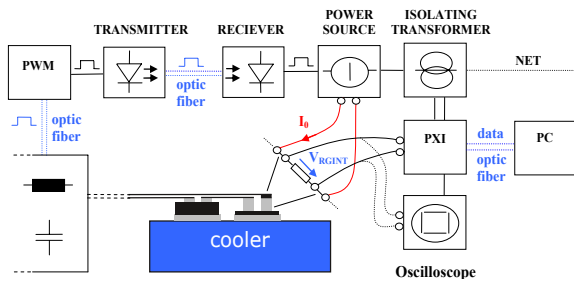 TRANSMITTER
RECIEVER
POWER
SOURCE
ISOLATING
TRANSFORMER
PWM
optic
fiber
NET
optic
fiber
I₀
V_RGINT
PXI
data
optic
fiber
PC
cooler
Oscilloscope